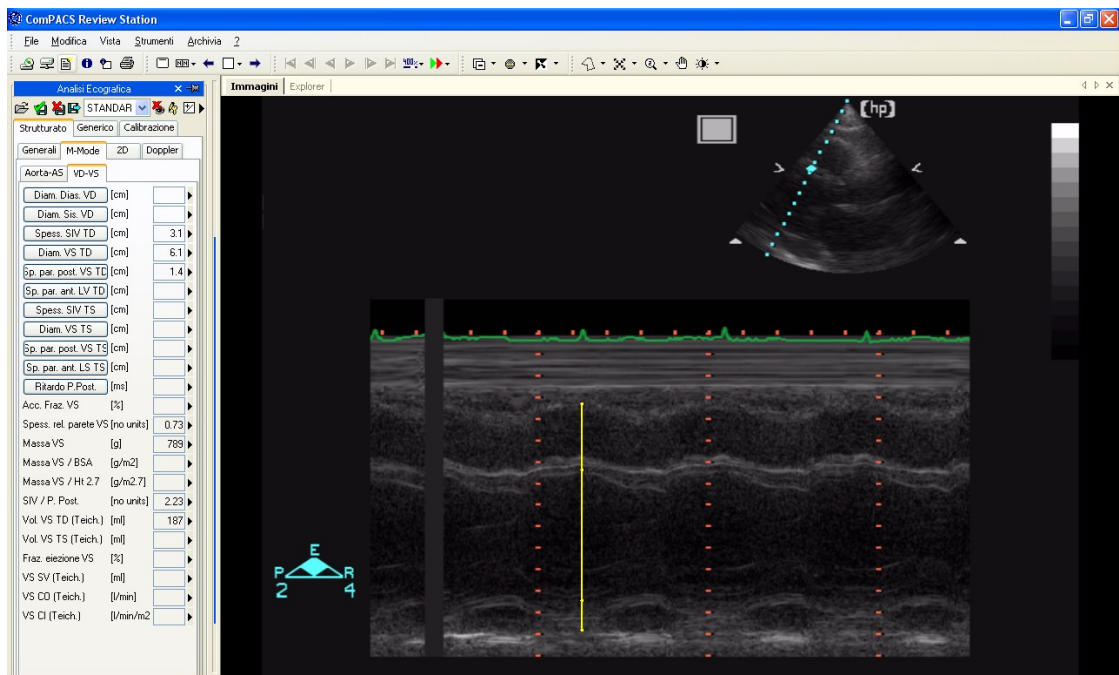 ComPACS Review Station
File Modifica Vista Strumenti Archivia ?
100%
Analisi Ecografica
STANDAR
Strutturato Generico Calibrazione
Generali M-Mode 2D Doppler
Aorta-AS VD-VS
Diam. Dias. VD [cm]
Diam. Sis. VD [cm]
Spess. SIV TD [cm] 3.1
Diam. VS TD [cm] 6.1
Sp. par. post. VS TD [cm] 1.4
Sp. par. ant. LV TD [cm]
Spess. SIV TS [cm]
Diam. VS TS [cm]
Sp. par. post. VS TS [cm]
Sp. par. ant. LS TS [cm]
Ritardo P.Post. [ms]
Acc. Fraz. VS [%]
Spess. rel. parete VS [no units] 0.73
Massa VS [g] 789
Massa VS / BSA [g/m2]
Massa VS / Ht 2.7 [g/m2.7]
SIV / P. Post. [no units] 2.23
Vol. VS TD (Teich.) [ml] 187
Vol. VS TS (Teich.) [ml]
Fraz. eiezione VS [%]
VS SV (Teich.) [ml]
VS CO (Teich.) [l/min]
VS CI (Teich.) [l/min/m2
Immagini Explorer
(hp)
E
P R
2 4